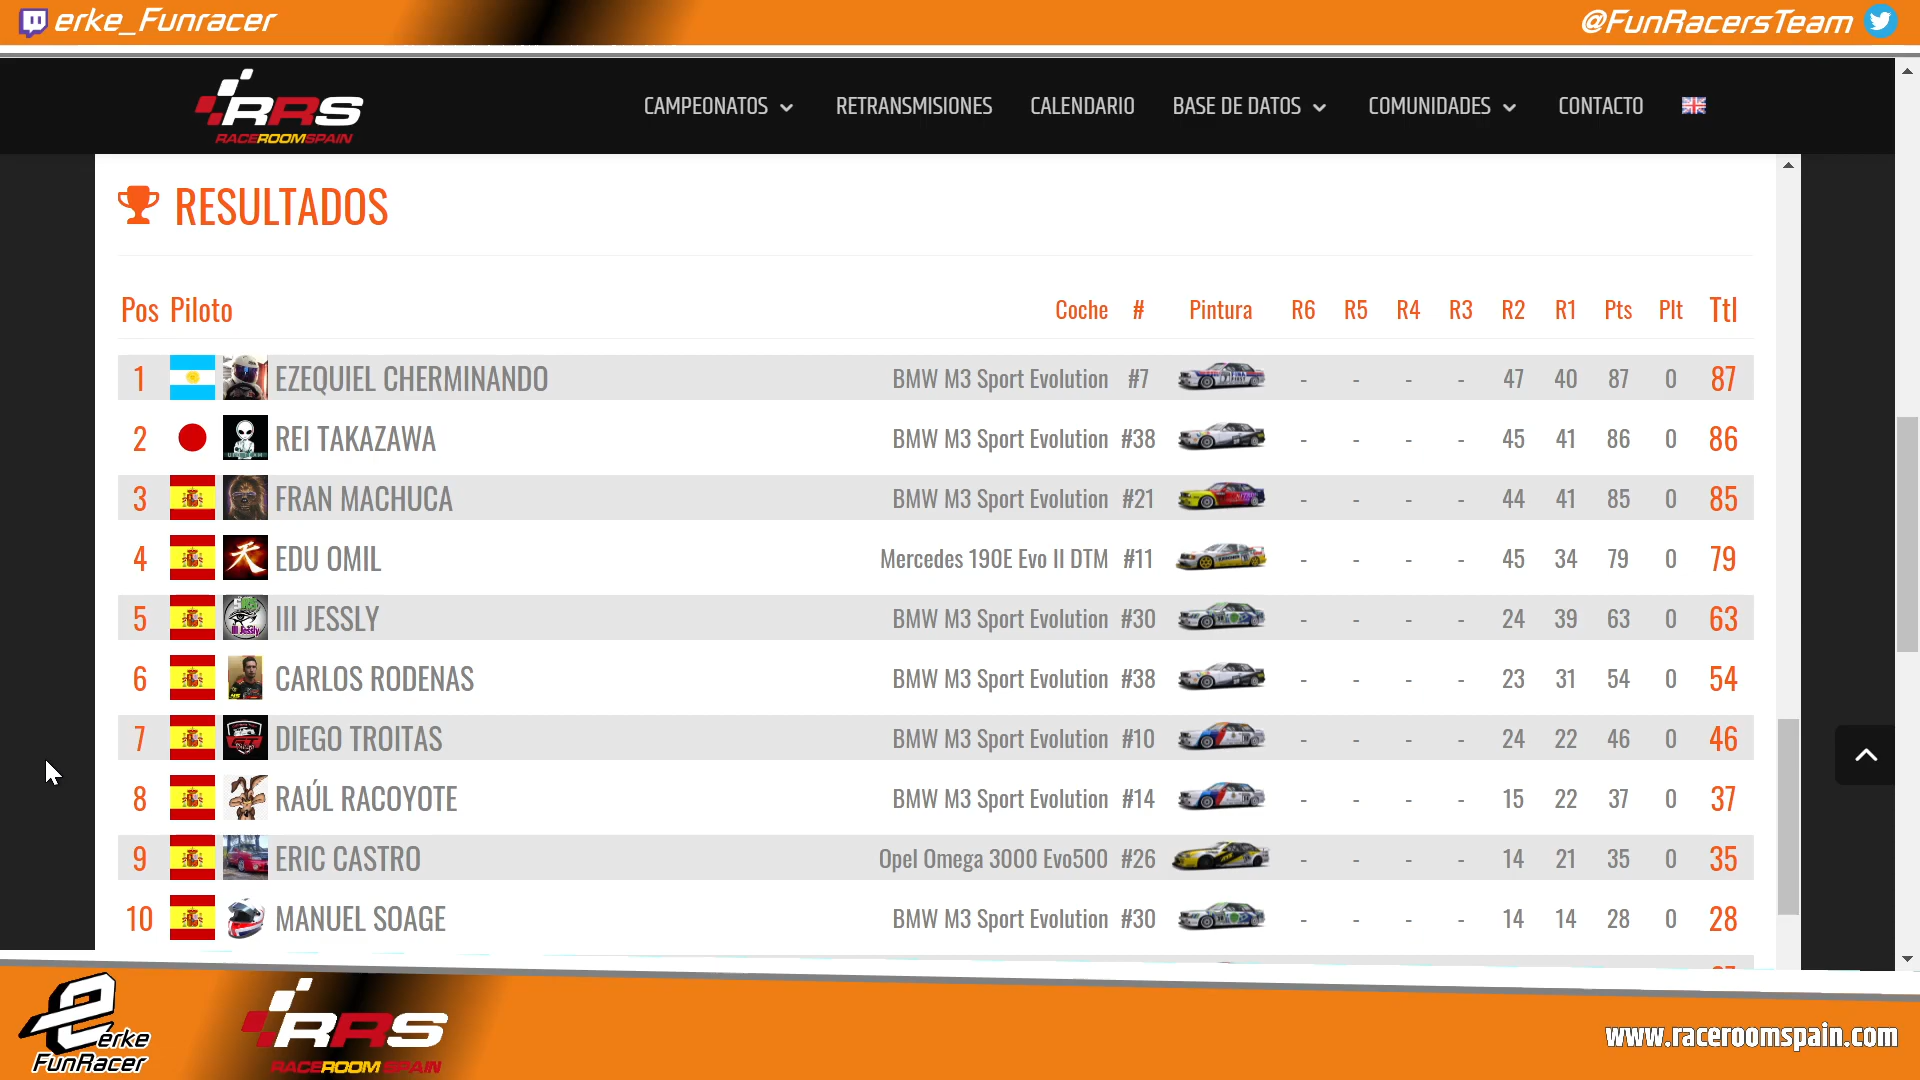 erke_Funracer
@FunRacersTeam
RRS
RACEROOMSPAIN
CAMPEONATOS RETRANSMISIONES CALENDARIO BASE DE DATOS COMUNIDADES CONTACTO
RESULTADOS
Pos Piloto Coche # Pintura R6 R5 R4 R3 R2 R1 Pts Plt Ttl
1 EZEQUIEL CHERMINANDO BMW M3 Sport Evolution #7 - - - - 47 40 87 0 87
2 REI TAKAZAWA BMW M3 Sport Evolution #38 - - - - 45 41 86 0 86
3 FRAN MACHUCA BMW M3 Sport Evolution #21 - - - - 44 41 85 0 85
4 EDU OMIL Mercedes 190E Evo II DTM #11 - - - - 45 34 79 0 79
5 III JESSLY BMW M3 Sport Evolution #30 - - - - 24 39 63 0 63
6 CARLOS RODENAS BMW M3 Sport Evolution #38 - - - - 23 31 54 0 54
7 DIEGO TROITAS BMW M3 Sport Evolution #10 - - - - 24 22 46 0 46
8 RAÚL RACOYOTE BMW M3 Sport Evolution #14 - - - - 15 22 37 0 37
9 ERIC CASTRO Opel Omega 3000 Evo500 #26 - - - - 14 21 35 0 35
10 MANUEL SOAGE BMW M3 Sport Evolution #30 - - - - 14 14 28 0 28
e erke
FunRacer
RRS
RACEROOM SPAIN
www.raceroomspain.com